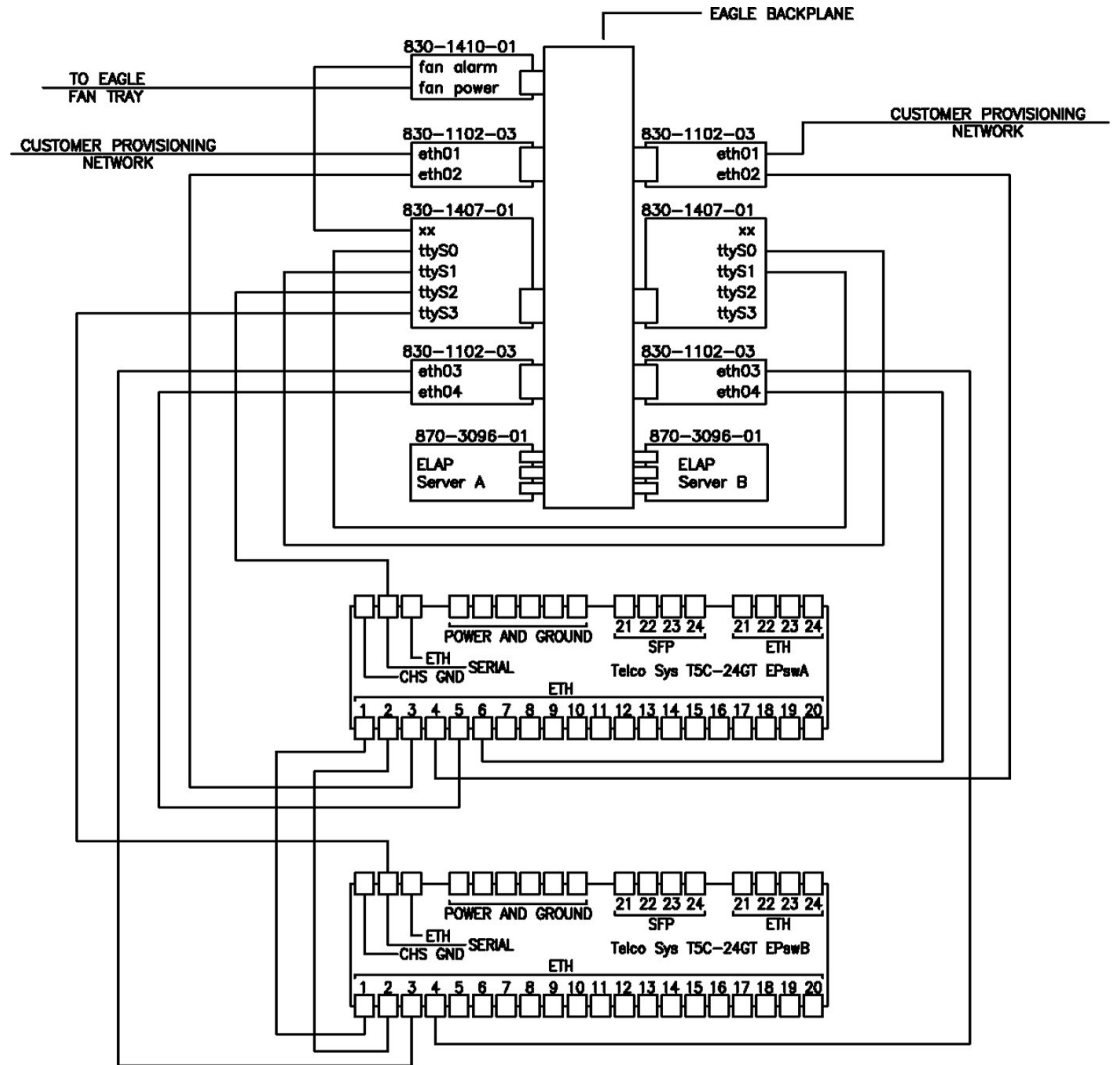 EAGLE BACKPLANE
830-1410-01
fan alarm
fan power
TO EAGLE
FAN TRAY
CUSTOMER PROVISIONING
NETWORK
CUSTOMER PROVISIONING
NETWORK
830-1102-03
eth01
eth02
830-1102-03
eth01
eth02
830-1407-01
xx
ttyS0
ttyS1
ttyS2
ttyS3
830-1407-01
xx
ttyS0
ttyS1
ttyS2
ttyS3
830-1102-03
eth03
eth04
830-1102-03
eth03
eth04
870-3096-01
ELAP
Server A
870-3096-01
ELAP
Server B
POWER AND GROUND
21 22 23 24
SFP
21 22 23 24
ETH
ETH
SERIAL
CHS GND
Telco Sys T5C-24GT EPswA
ETH
1 2 3 4 5 6 7 8 9 10 11 12 13 14 15 16 17 18 19 20
POWER AND GROUND
21 22 23 24
SFP
21 22 23 24
ETH
ETH
SERIAL
CHS GND
Telco Sys T5C-24GT EPswB
ETH
1 2 3 4 5 6 7 8 9 10 11 12 13 14 15 16 17 18 19 20